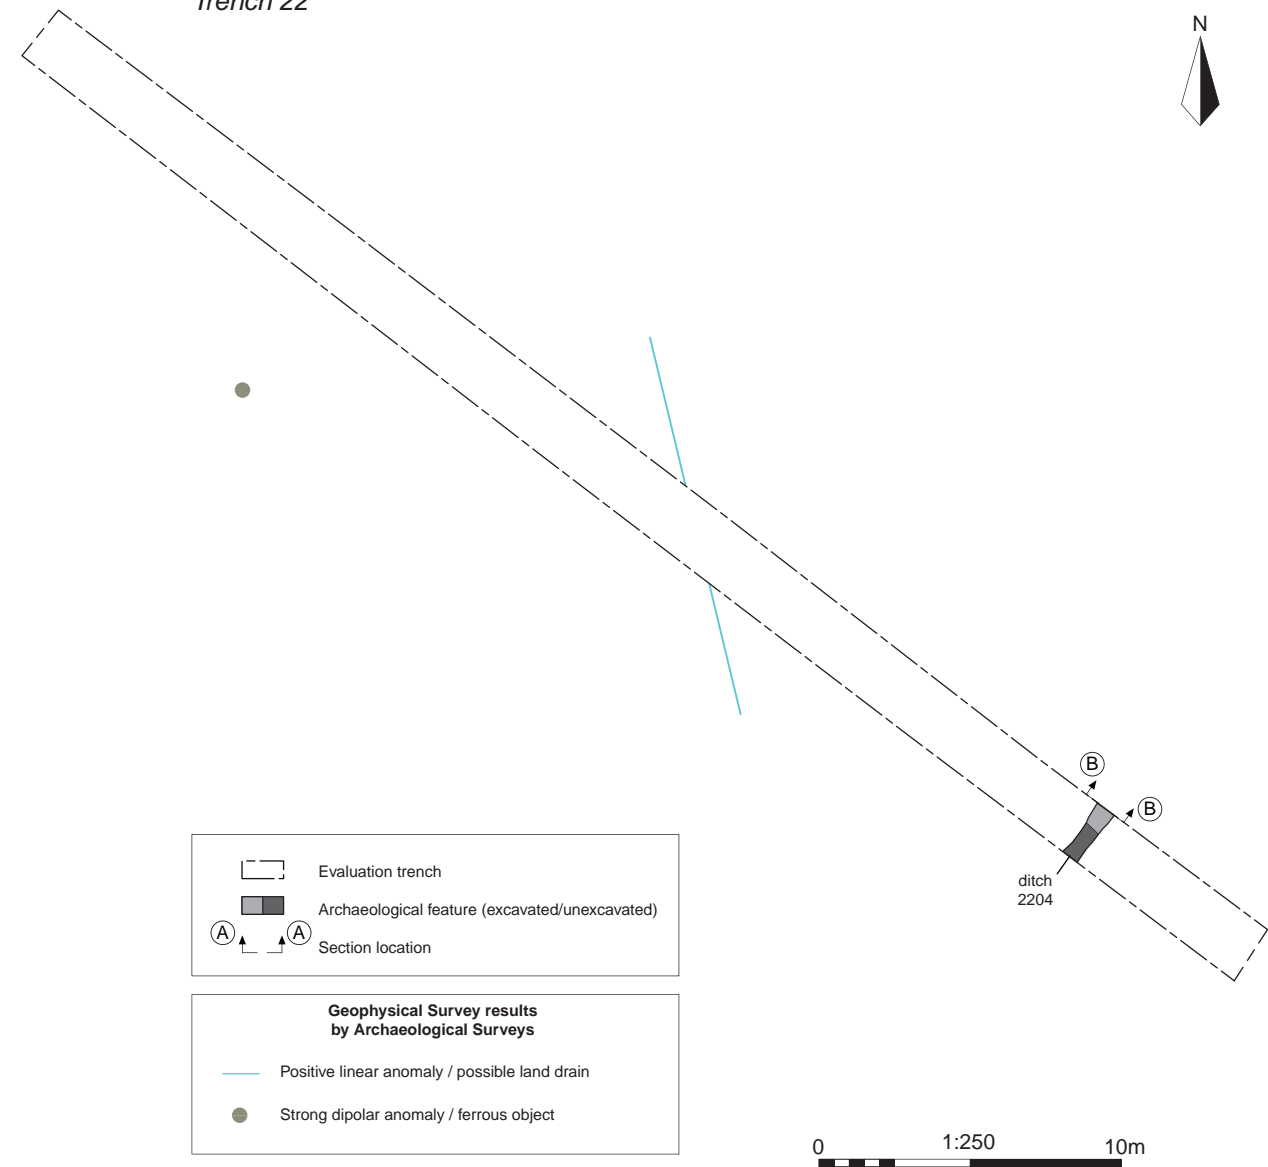 Trench 22
N
B
B
ditch
2204
Evaluation trench
Archaeological feature (excavated/unexcavated)
A A
Section location
Geophysical Survey results
by Archaeological Surveys
Positive linear anomaly / possible land drain
Strong dipolar anomaly / ferrous object
0 1:250 10m